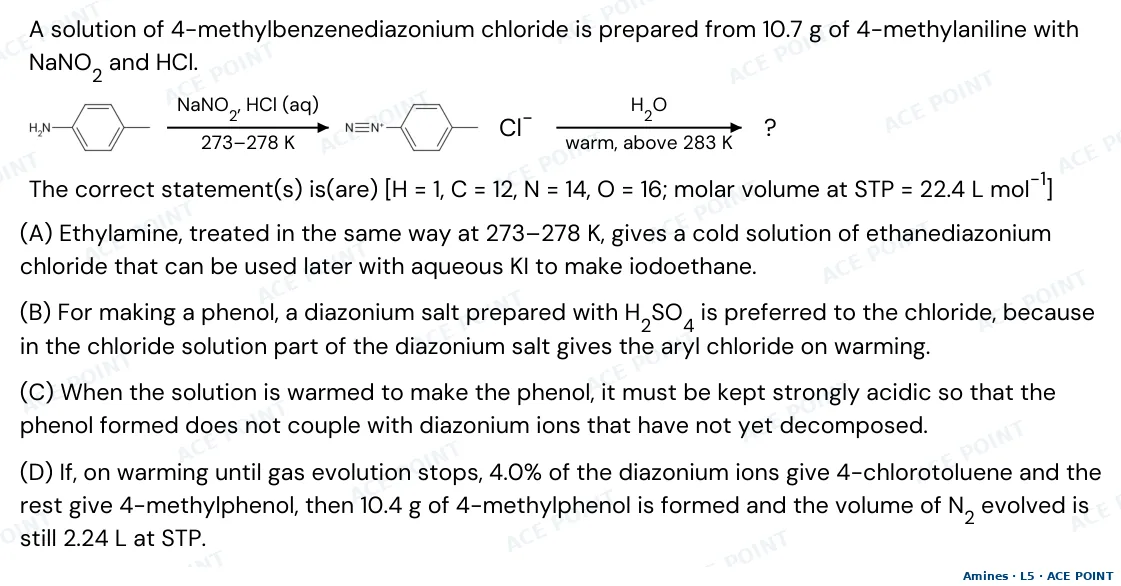 A solution of 4-methylbenzenediazonium chloride is prepared from 10.7 g of 4-methylaniline with
NaNO₂ and HCl.
H₂N
NaNO₂, HCl (aq)
273–278 K
N≡N⁺
Cl⁻
H₂O
warm, above 283 K
?
The correct statement(s) is(are) [H = 1, C = 12, N = 14, O = 16; molar volume at STP = 22.4 L mol⁻¹]
(A) Ethylamine, treated in the same way at 273–278 K, gives a cold solution of ethanediazonium
chloride that can be used later with aqueous KI to make iodoethane.
(B) For making a phenol, a diazonium salt prepared with H₂SO₄ is preferred to the chloride, because
in the chloride solution part of the diazonium salt gives the aryl chloride on warming.
(C) When the solution is warmed to make the phenol, it must be kept strongly acidic so that the
phenol formed does not couple with diazonium ions that have not yet decomposed.
(D) If, on warming until gas evolution stops, 4.0% of the diazonium ions give 4-chlorotoluene and the
rest give 4-methylphenol, then 10.4 g of 4-methylphenol is formed and the volume of N₂ evolved is
still 2.24 L at STP.
Amines · L5 · ACE POINT